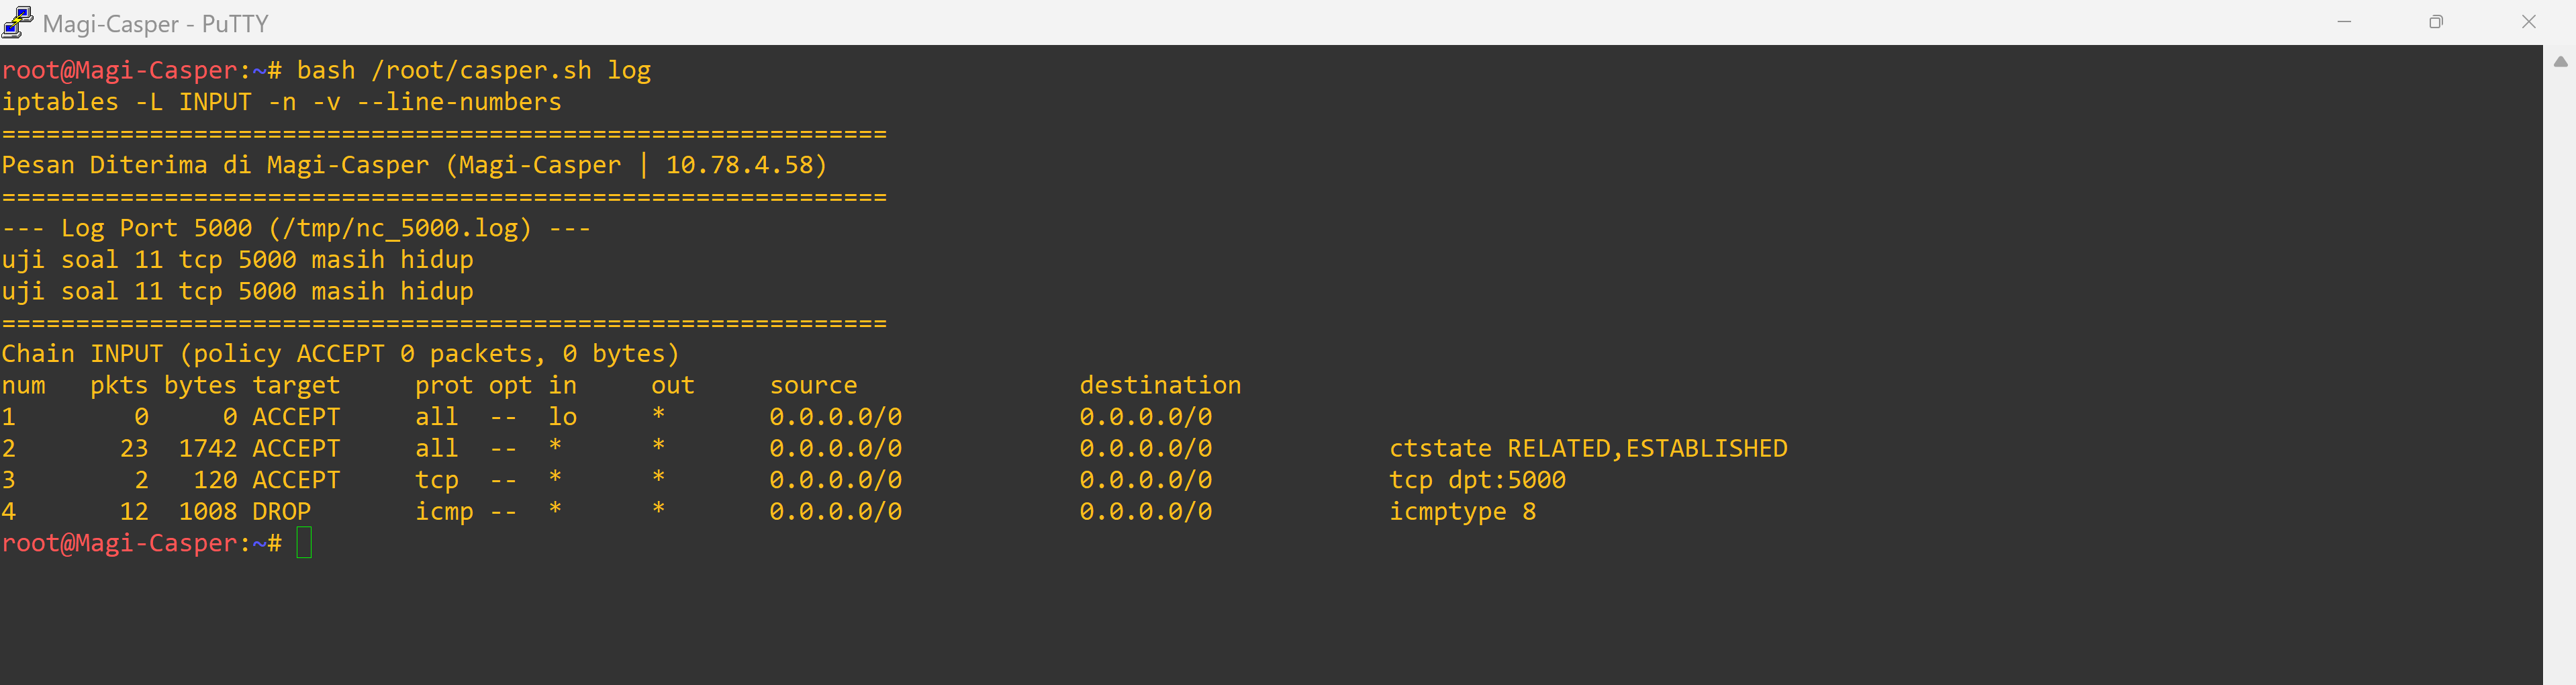 Magi-Casper - PuTTY
root@Magi-Casper:~# bash /root/casper.sh log
iptables -L INPUT -n -v --line-numbers
============================================================
Pesan Diterima di Magi-Casper (Magi-Casper | 10.78.4.58)
============================================================
--- Log Port 5000 (/tmp/nc_5000.log) ---
uji soal 11 tcp 5000 masih hidup
uji soal 11 tcp 5000 masih hidup
============================================================
Chain INPUT (policy ACCEPT 0 packets, 0 bytes)
num   pkts bytes target     prot opt in     out     source               destination
1        0     0 ACCEPT     all  --  lo     *       0.0.0.0/0            0.0.0.0/0
2       23  1742 ACCEPT     all  --  *      *       0.0.0.0/0            0.0.0.0/0            ctstate RELATED,ESTABLISHED
3        2   120 ACCEPT     tcp  --  *      *       0.0.0.0/0            0.0.0.0/0            tcp dpt:5000
4       12  1008 DROP       icmp --  *      *       0.0.0.0/0            0.0.0.0/0            icmptype 8
root@Magi-Casper:~#